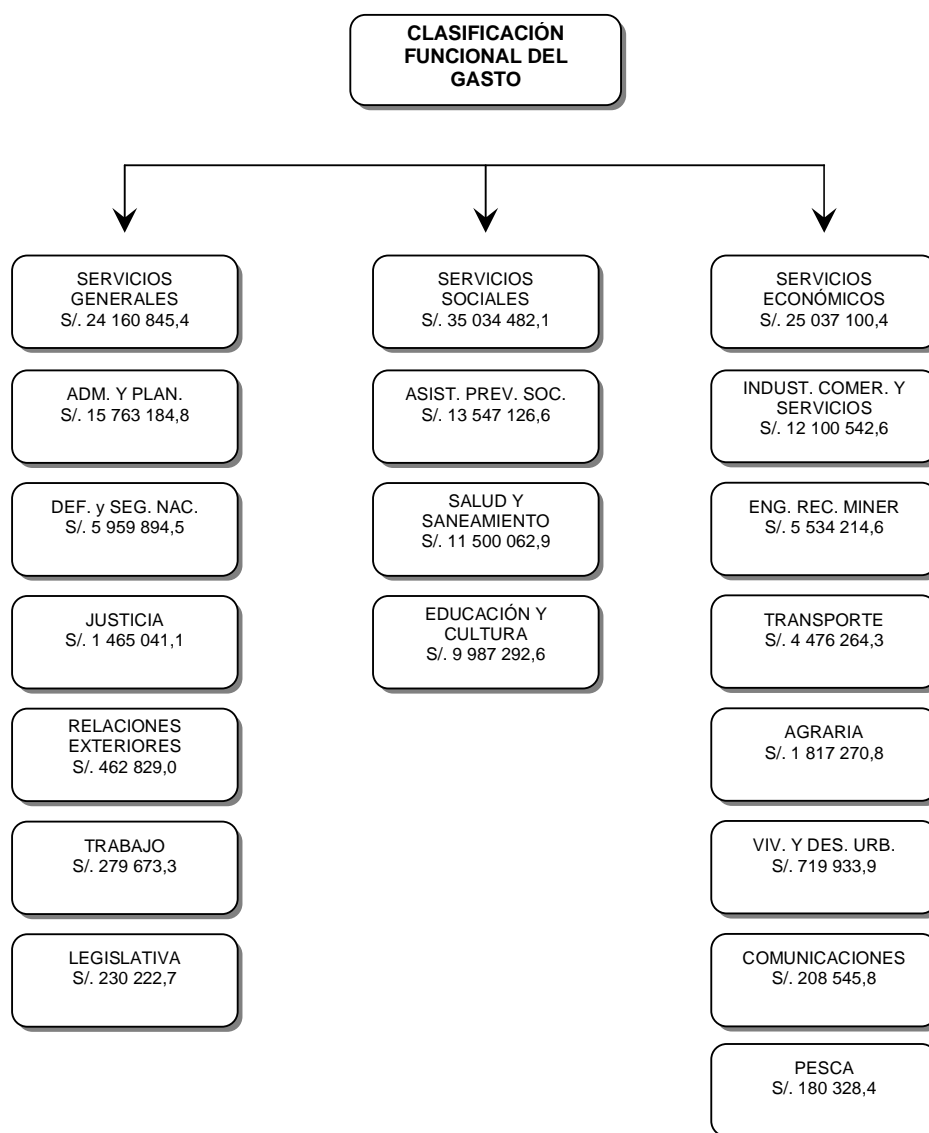 CLASIFICACIÓN
FUNCIONAL DEL
GASTO
SERVICIOS
GENERALES
S/. 24 160 845,4
ADM. Y PLAN.
S/. 15 763 184,8
DEF. y SEG. NAC.
S/. 5 959 894,5
JUSTICIA
S/. 1 465 041,1
RELACIONES
EXTERIORES
S/. 462 829,0
TRABAJO
S/. 279 673,3
LEGISLATIVA
S/. 230 222,7
SERVICIOS
SOCIALES
S/. 35 034 482,1
ASIST. PREV. SOC.
S/. 13 547 126,6
SALUD Y
SANEAMIENTO
S/. 11 500 062,9
EDUCACIÓN Y
CULTURA
S/. 9 987 292,6
SERVICIOS
ECONÓMICOS
S/. 25 037 100,4
INDUST. COMER. Y
SERVICIOS
S/. 12 100 542,6
ENG. REC. MINER
S/. 5 534 214,6
TRANSPORTE
S/. 4 476 264,3
AGRARIA
S/. 1 817 270,8
VIV. Y DES. URB.
S/. 719 933,9
COMUNICACIONES
S/. 208 545,8
PESCA
S/. 180 328,4